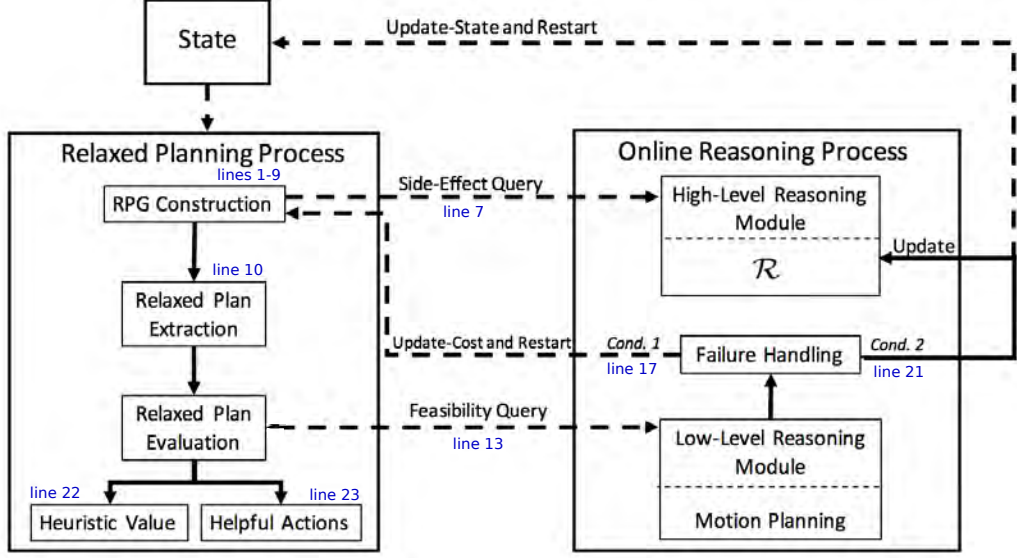 State
Update-State and Restart
Relaxed Planning Process
lines 1-9
RPG Construction
line 10
Relaxed Plan
Extraction
Relaxed Plan
Evaluation
line 22
line 23
Heuristic Value
Helpful Actions
Side-Effect Query
line 7
Update-Cost and Restart
Feasibility Query
line 13
Online Reasoning Process
High-Level Reasoning
Module
ℛ
Update
Cond. 1
line 17
Failure Handling
Cond. 2
line 21
Low-Level Reasoning
Module
Motion Planning